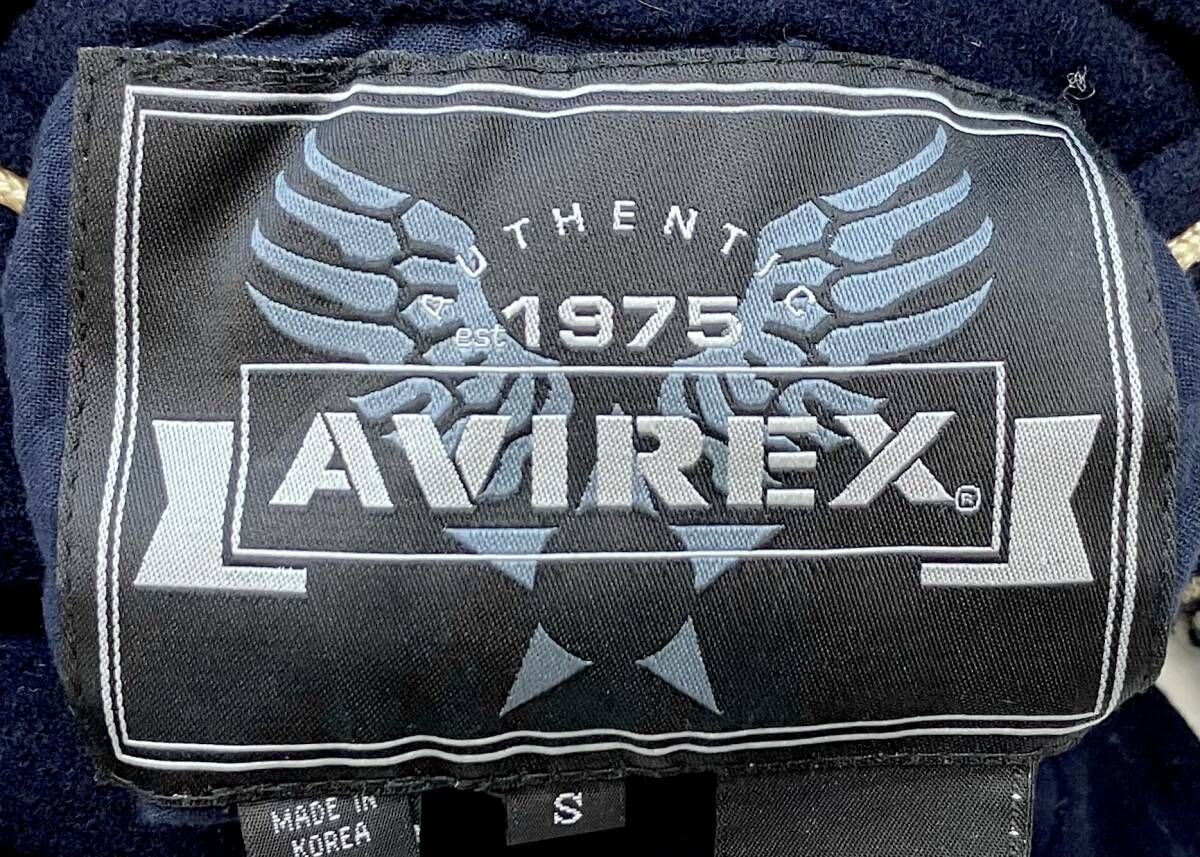 AUTHENTIC
est 1975
AVIREX®
MADE IN
KOREA
S